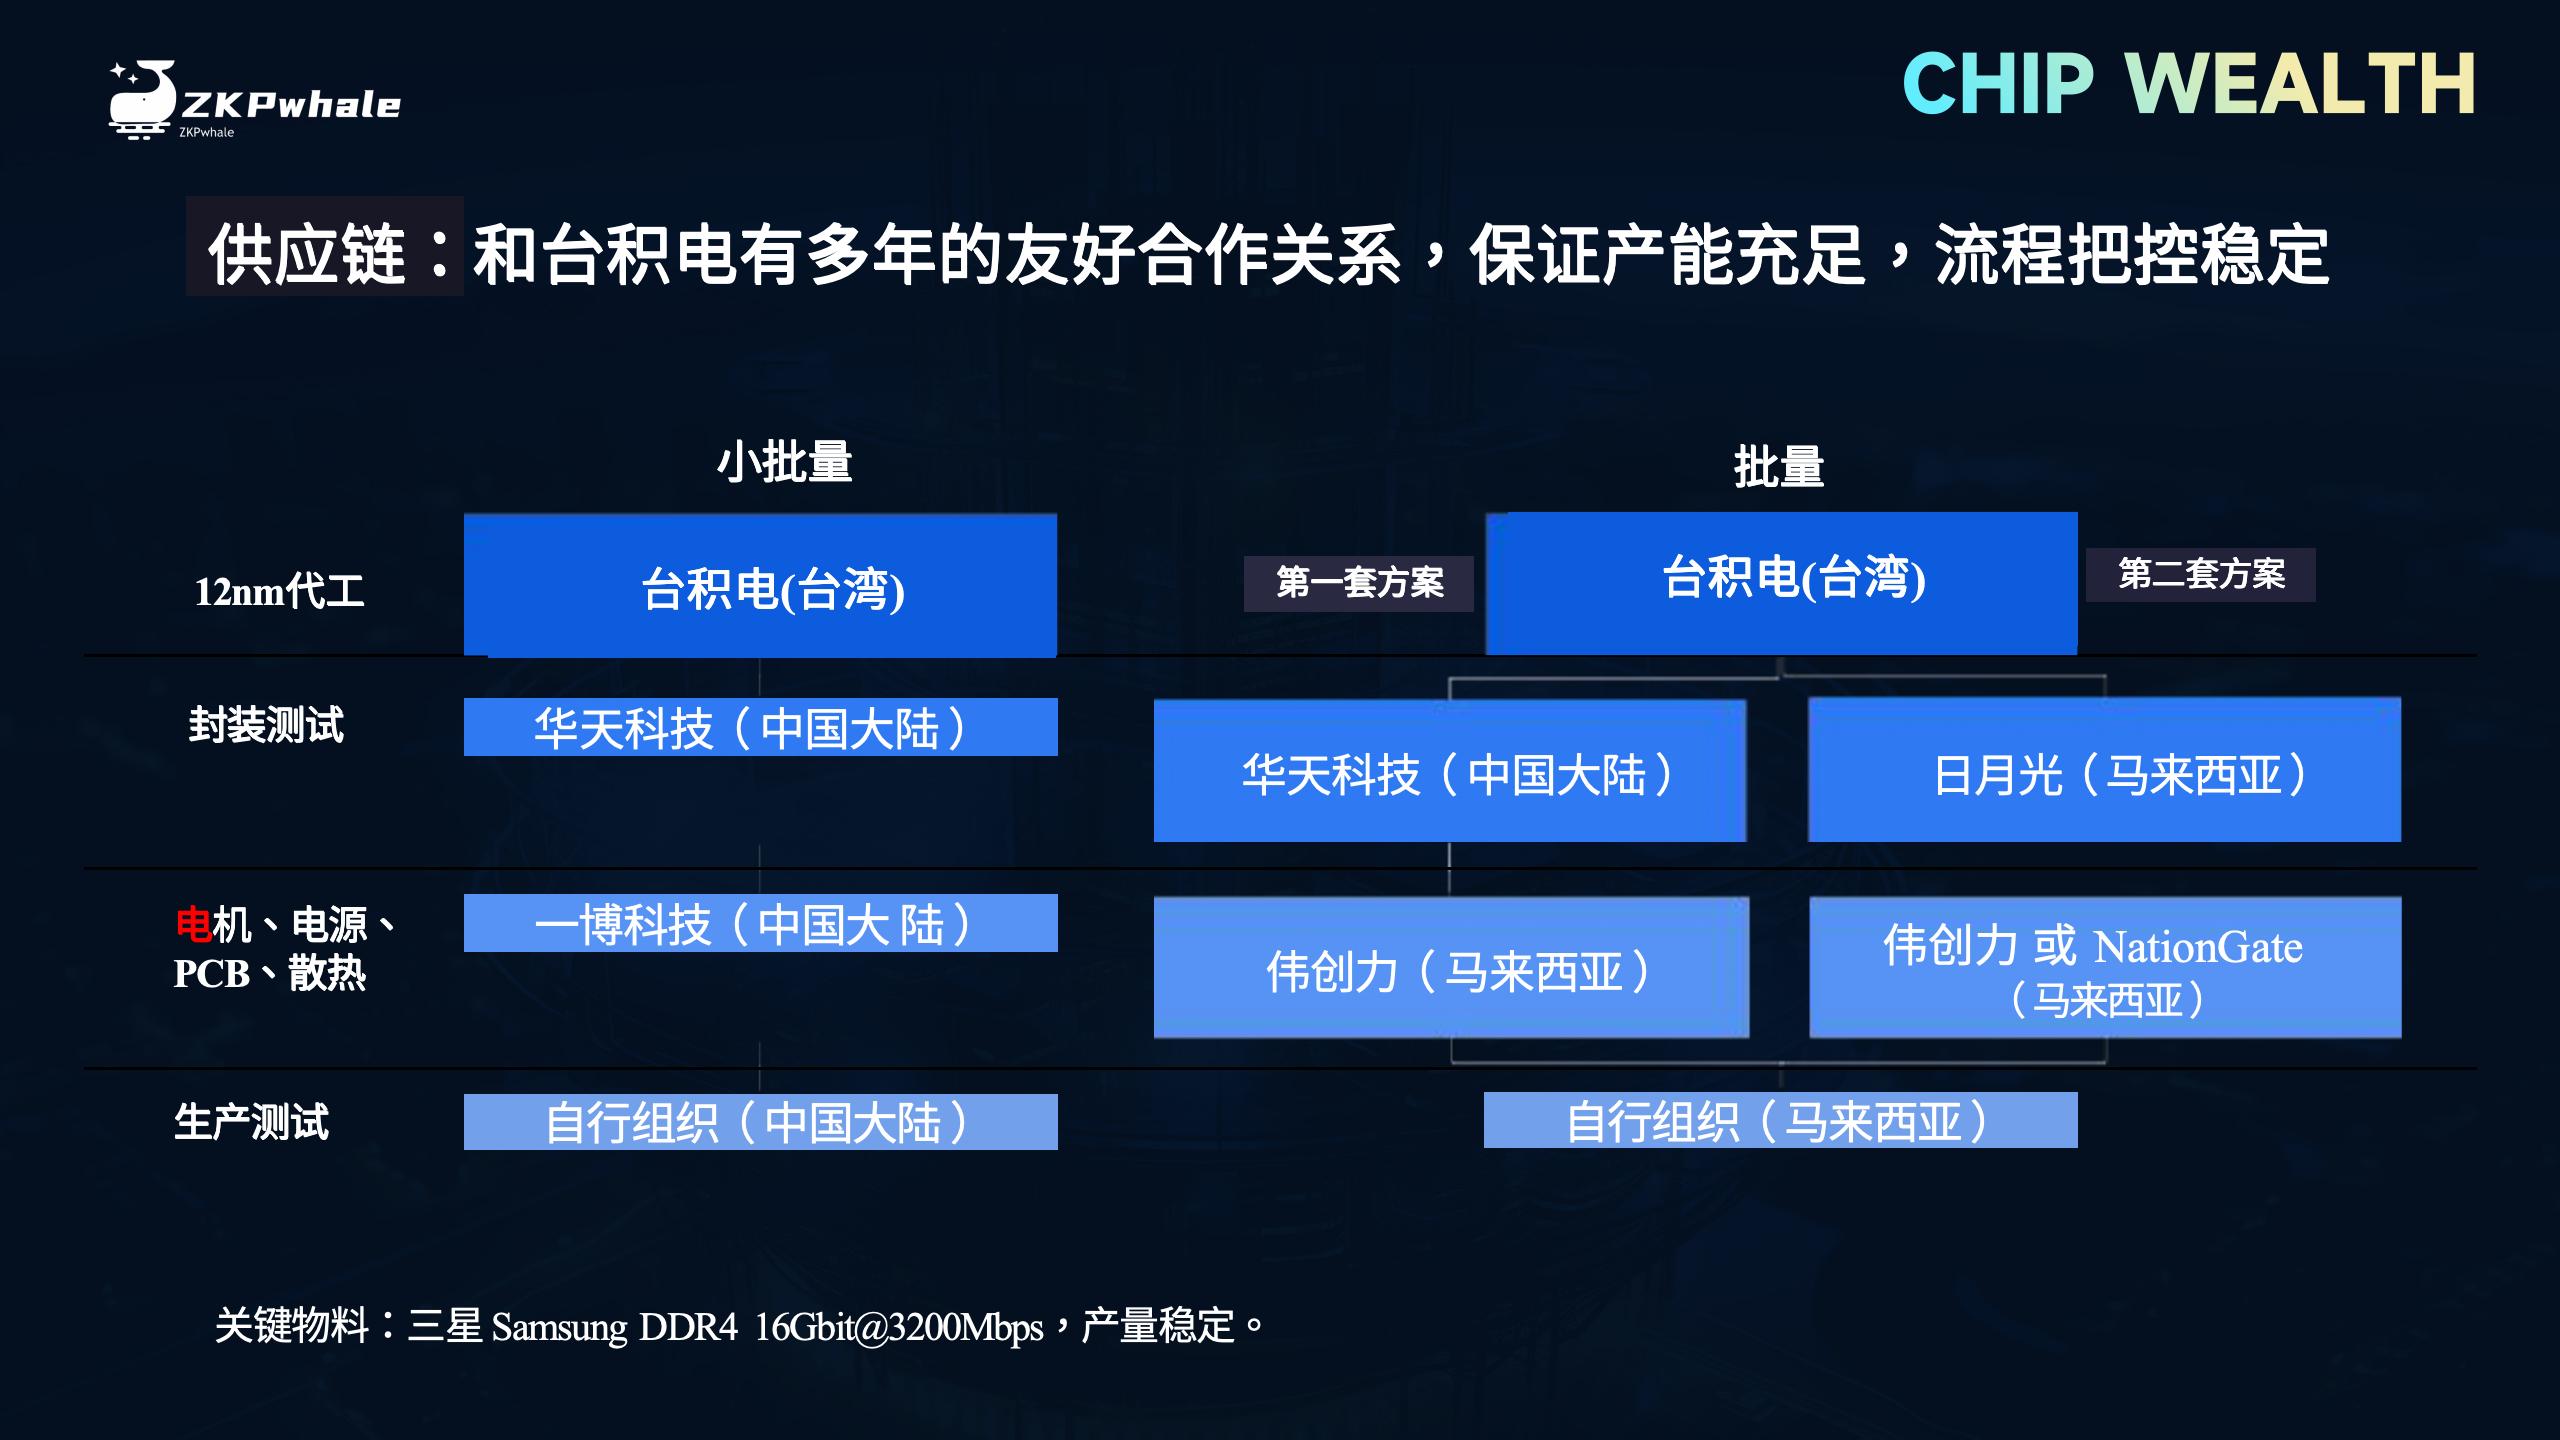 ZKPwhale
ZKPwhale
CHIP WEALTH
供应链：和台积电有多年的友好合作关系，保证产能充足，流程把控稳定
小批量
批量
12nm代工
台积电(台湾)
第一套方案
台积电(台湾)
第二套方案
封装测试
华天科技（中国大陆）
华天科技（中国大陆）
日月光（马来西亚）
电机、电源、
PCB、散热
一博科技（中国大 陆）
伟创力（马来西亚）
伟创力 或 NationGate
（马来西亚）
生产测试
自行组织（中国大陆）
自行组织（马来西亚）
关键物料：三星 Samsung DDR4 16Gbit@3200Mbps，产量稳定。